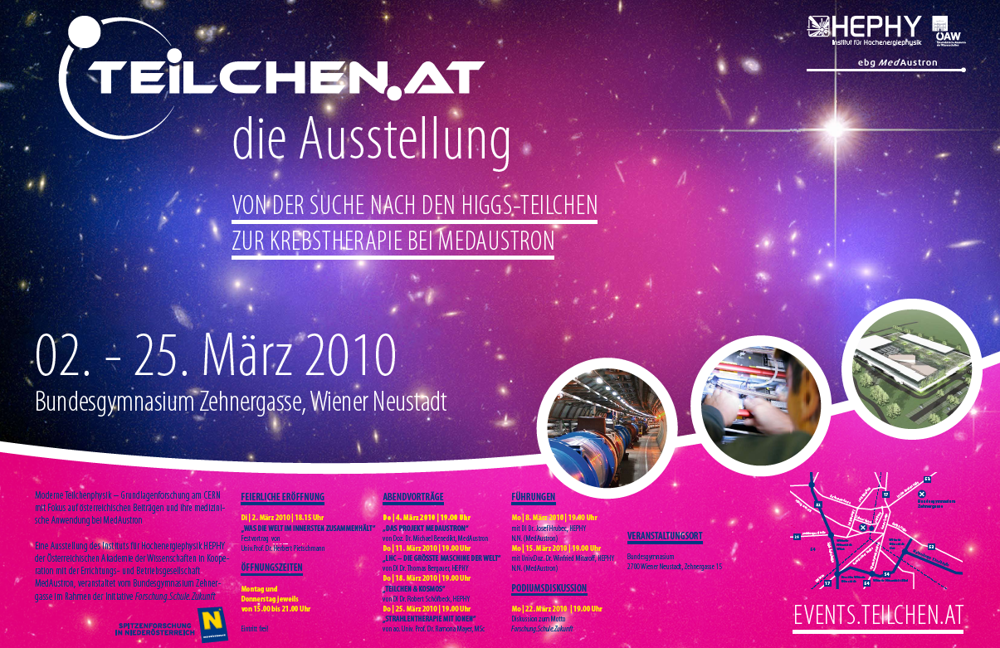 TEILCHEN.AT
die Ausstellung
VON DER SUCHE NACH DEN HIGGS-TEILCHEN
ZUR KREBSTHERAPIE BEI MEDAUSTRON
HEPHY
Institut für Hochenergiephysik
ÖAW
ebg MedAustron
02. - 25. März 2010
Bundesgymnasium Zehnergasse, Wiener Neustadt
Moderne Teilchenphysik – Grundlagenforschung am CERN
mit Fokus auf österreichischen Beiträgen und ihre medizini-
sche Anwendung bei MedAustron
Eine Ausstellung des Instituts für Hochenergiephysik HEPHY
der Österreichischen Akademie der Wissenschaften in Koope-
ration mit der Errichtungs- und Betriebsgesellschaft
MedAustron, veranstaltet vom Bundesgymnasium Zehner-
gasse im Rahmen der Initiative Forschung.Schule.Zukunft.
SPITZENFORSCHUNG
IN NIEDERÖSTERREICH
N
FEIERLICHE ERÖFFNUNG
Di | 2. März 2010 | 18.15 Uhr
„WAS DIE WELT IM INNERSTEN ZUSAMMENHÄLT“
Festvortrag von
Univ.Prof. Dr. Herbert Pietschmann
ÖFFNUNGSZEITEN
Montag und
Donnerstag jeweils
von 15.00 bis 21.00 Uhr
Eintritt frei!
ABENDVORTRÄGE
Do | 4. März 2010 | 19.00 Uhr
„DAS PROJEKT MEDAUSTRON“
von Doz. Dr. Michael Benedikt, MedAustron
Do | 11. März 2010 | 19.00 Uhr
„LHC – DIE GRÖSSTE MASCHINE DER WELT“
von DI Dr. Thomas Bergauer, HEPHY
Do | 18. März 2010 | 19.00 Uhr
„TEILCHEN & KOSMOS“
von DI Dr. Robert Schöfbeck, HEPHY
Do | 25. März 2010 | 19.00 Uhr
„STRAHLENTHERAPIE MIT IONEN“
von ao. Univ. Prof. Dr. Ramona Mayer, MSc
FÜHRUNGEN
Mo | 8. März 2010 | 19.00 Uhr
mit DI Dr. Josef Hrubec, HEPHY
N.N. (MedAustron)
Mo | 15. März 2010 | 19.00 Uhr
mit Univ.Doz. Dr. Winfried Mitaroff, HEPHY
N.N. (MedAustron)
PODIUMSDISKUSSION
Mo | 22. März 2010 | 19.00 Uhr
Diskussion zum Motto
Forschung.Schule.Zukunft
VERANSTALTUNGSORT
Bundesgymnasium
2700 Wiener Neustadt, Zehnergasse 15
Bundesgymnasium
Zehnergasse
A2
17
53
54
EVENTS.TEILCHEN.AT